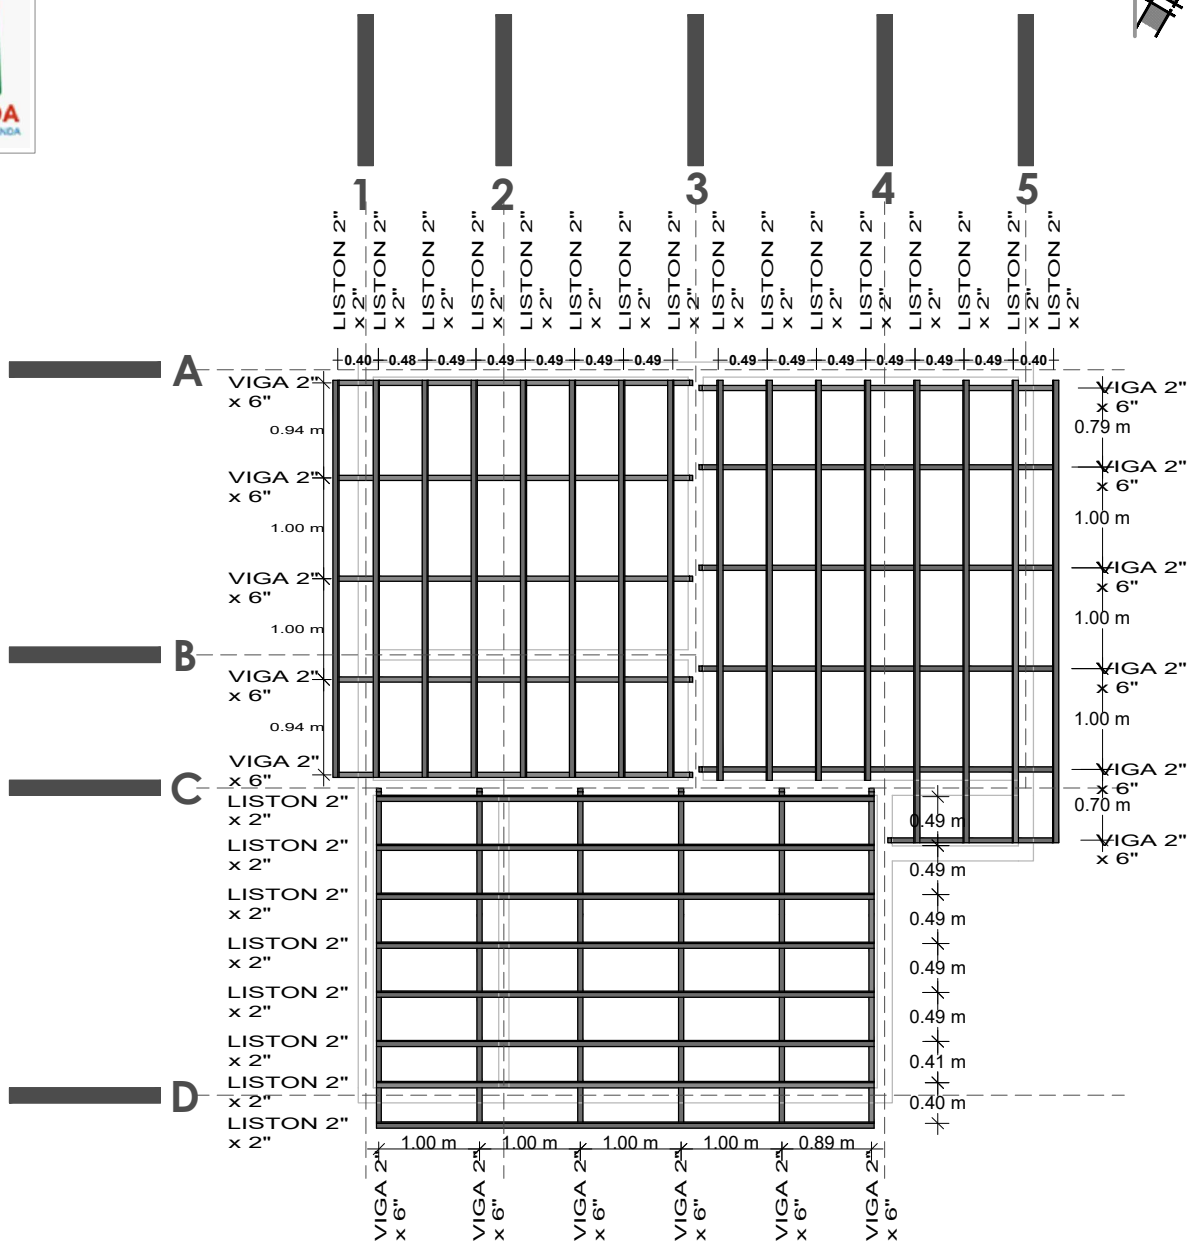 DA
NDA
1
2
3
4
5
LISTON 2"
x 2"
LISTON 2"
x 2"
LISTON 2"
x 2"
LISTON 2"
x 2"
LISTON 2"
x 2"
LISTON 2"
x 2"
LISTON 2"
x 2"
LISTON 2"
x 2"
LISTON 2"
x 2"
LISTON 2"
x 2"
LISTON 2"
x 2"
LISTON 2"
x 2"
LISTON 2"
x 2"
LISTON 2"
x 2"
LISTON 2"
x 2"
LISTON 2"
x 2"
0.40 0.48 0.49 0.49 0.49 0.49 0.49 0.49 0.49 0.49 0.49 0.49 0.49 0.40
A
VIGA 2"
x 6"
0.94 m
VIGA 2"
x 6"
1.00 m
VIGA 2"
x 6"
1.00 m
B
VIGA 2"
x 6"
0.94 m
VIGA 2"
x 6"
C
VIGA 2"
x 6"
0.79 m
VIGA 2"
x 6"
1.00 m
VIGA 2"
x 6"
1.00 m
VIGA 2"
x 6"
1.00 m
VIGA 2"
x 6"
0.70 m
VIGA 2"
x 6"
LISTON 2"
x 2"
LISTON 2"
x 2"
LISTON 2"
x 2"
LISTON 2"
x 2"
LISTON 2"
x 2"
LISTON 2"
x 2"
LISTON 2"
x 2"
D
LISTON 2"
x 2"
0.49 m
0.49 m
0.49 m
0.49 m
0.49 m
0.41 m
0.40 m
1.00 m 1.00 m 1.00 m 1.00 m 0.89 m
VIGA 2"
x 6"
VIGA 2"
x 6"
VIGA 2"
x 6"
VIGA 2"
x 6"
VIGA 2"
x 6"
VIGA 2"
x 6"